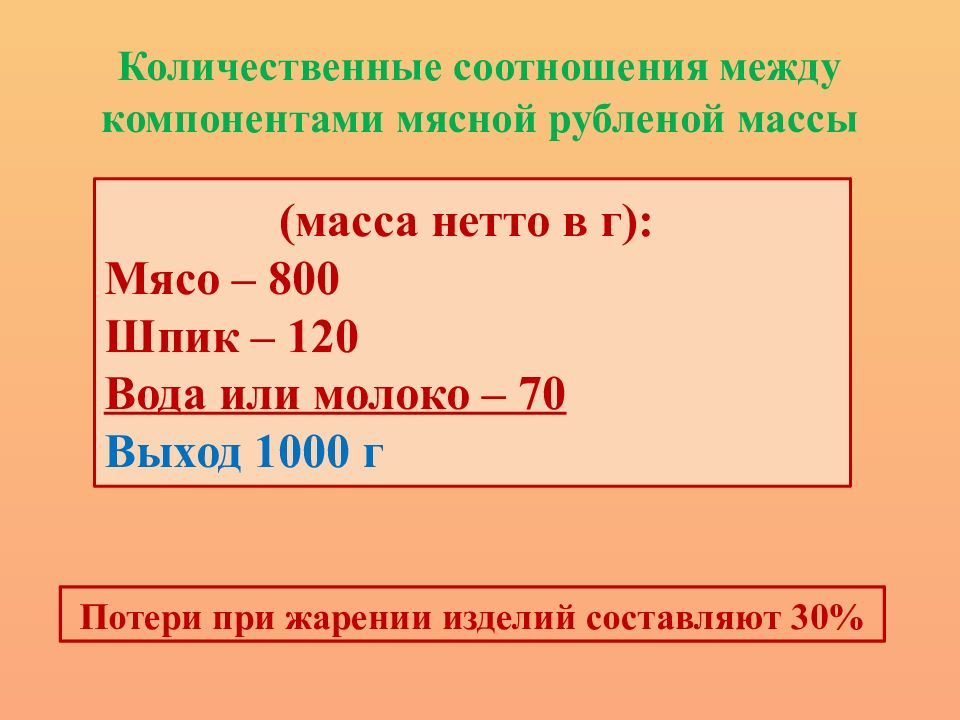 Количественные соотношения между
компонентами мясной рубленой массы
(масса нетто в г):
Мясо – 800
Шпик – 120
Вода или молоко – 70
Выход 1000 г
Потери при жарении изделий составляют 30%